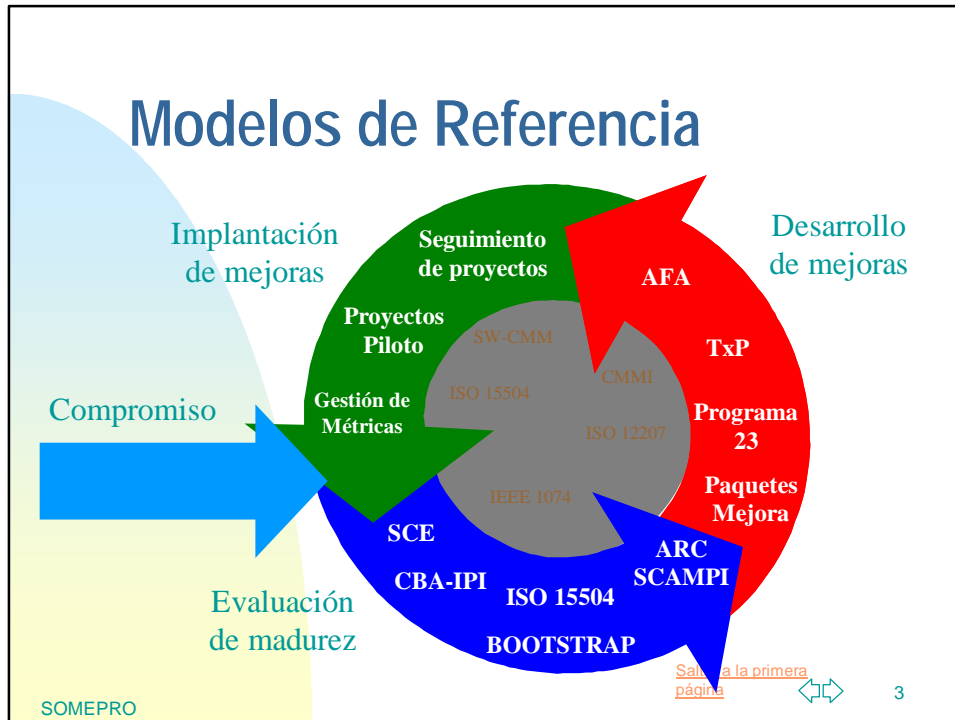 Modelos de Referencia
Implantación
de mejoras
Seguimiento
de proyectos
Desarrollo
de mejoras
AFA
Proyectos
Piloto
SW-CMM
TxP
CMMI
ISO 15504
Compromiso
Gestión de
Métricas
Programa
23
ISO 12207
Paquetes
Mejora
IEEE 1074
SCE
ARC
SCAMPI
CBA-IPI
ISO 15504
Evaluación
de madurez
BOOTSTRAP
a la primera
página
3
SOMEPRO